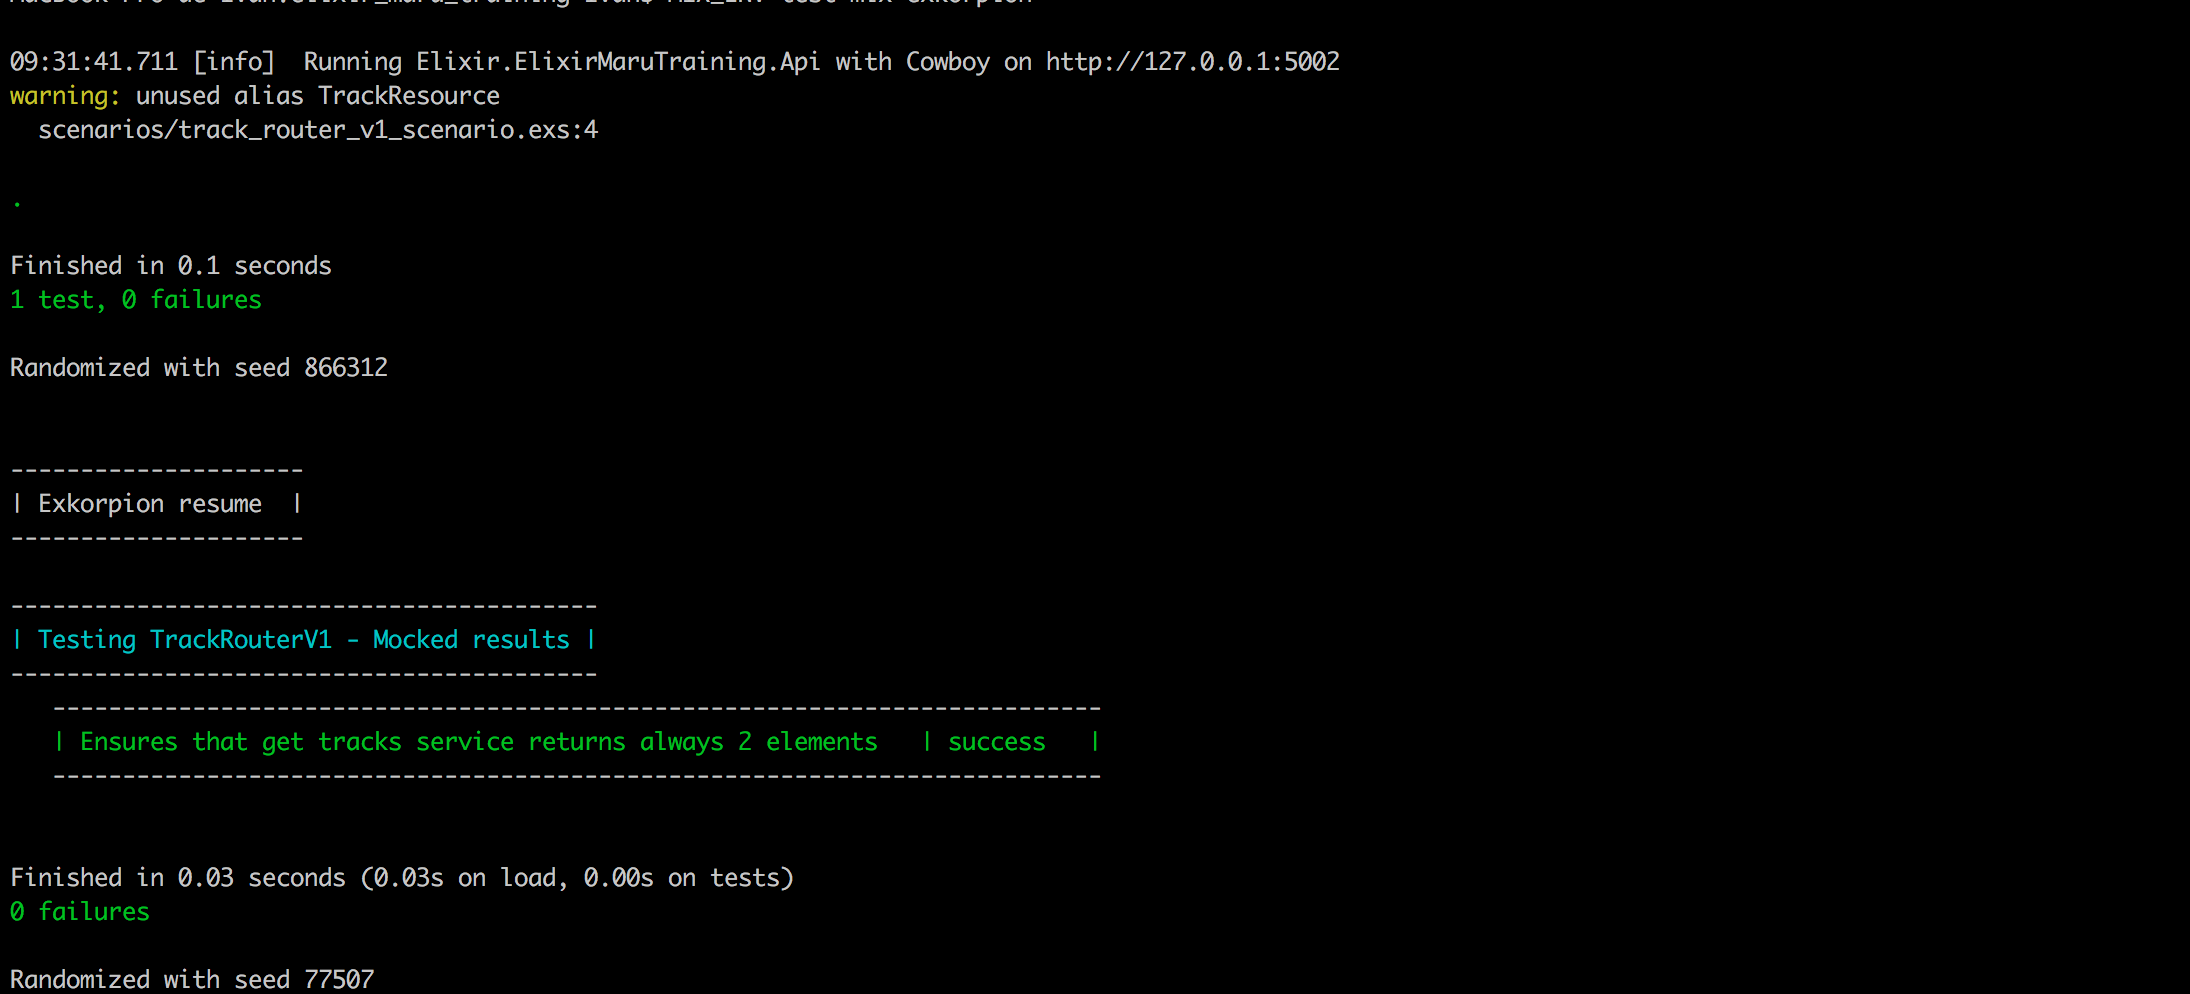 09:31:41.711 [info]  Running Elixir.ElixirMaruTraining.Api with Cowboy on http://127.0.0.1:5002
warning: unused alias TrackResource
  scenarios/track_router_v1_scenario.exs:4
.
Finished in 0.1 seconds
1 test, 0 failures
Randomized with seed 866312
---------------------
| Exkorpion resume  |
---------------------
------------------------------------------
| Testing TrackRouterV1 - Mocked results |
------------------------------------------
   ---------------------------------------------------------------------------
   | Ensures that get tracks service returns always 2 elements   | success   |
   ---------------------------------------------------------------------------
Finished in 0.03 seconds (0.03s on load, 0.00s on tests)
0 failures
Randomized with seed 77507